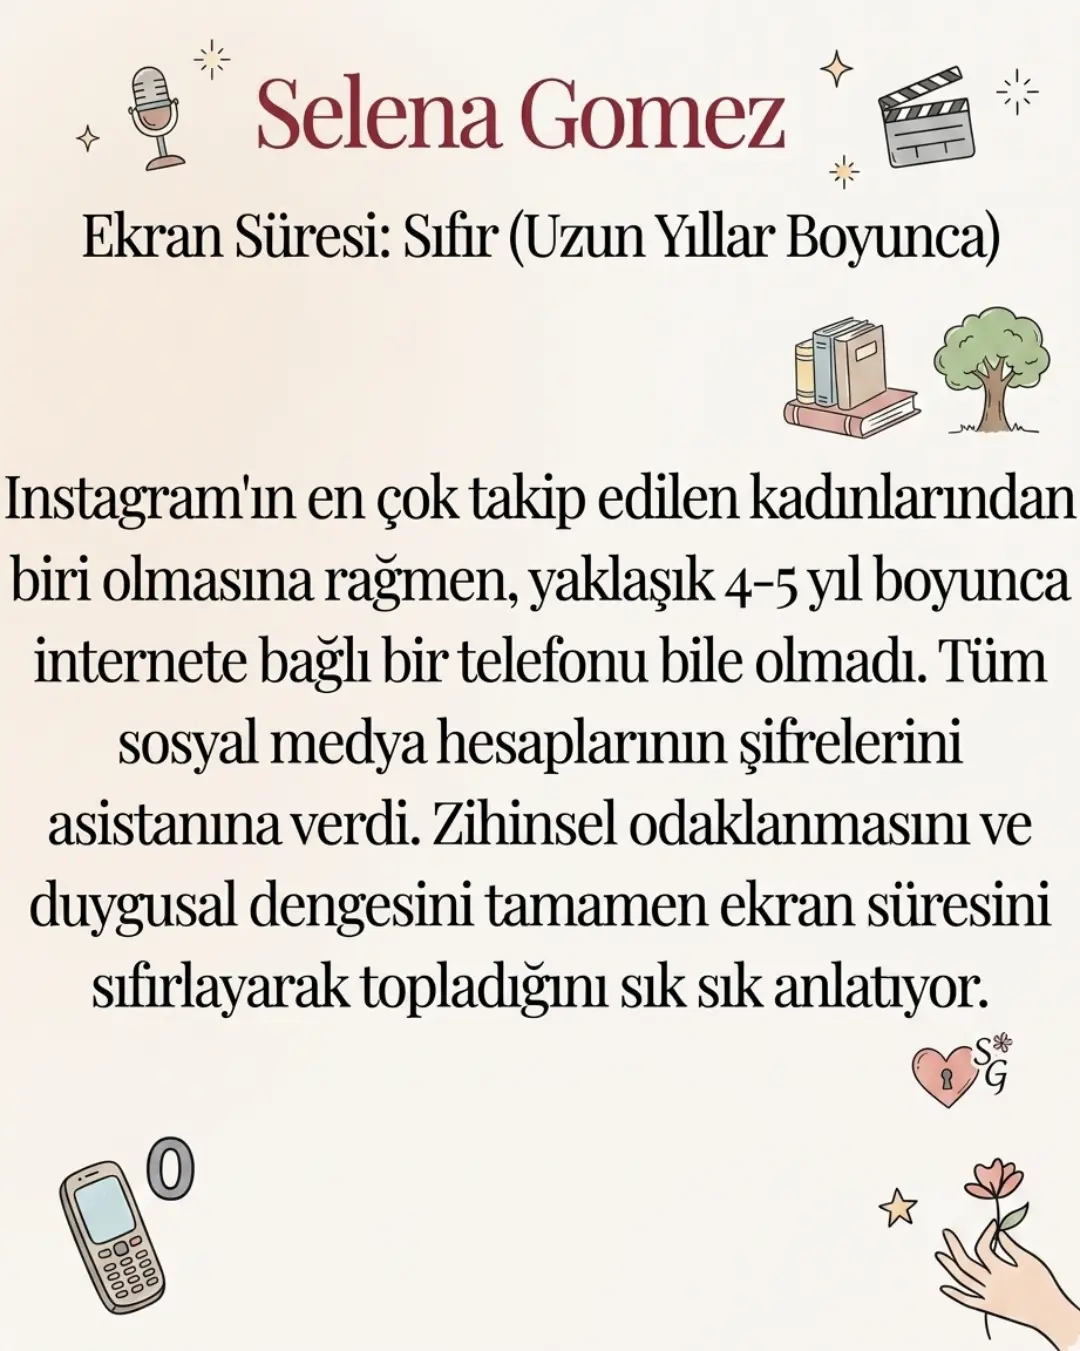 Selena Gomez
Ekran Süresi: Sıfır (Uzun Yıllar Boyunca)
Instagram'ın en çok takip edilen kadınlarından
biri olmasına rağmen, yaklaşık 4-5 yıl boyunca
internete bağlı bir telefonu bile olmadı. Tüm
sosyal medya hesaplarının şifrelerini
asistanına verdi. Zihinsel odaklanmasını ve
duygusal dengesini tamamen ekran süresini
sıfırlayarak topladığını sık sık anlatıyor.
S
G
0